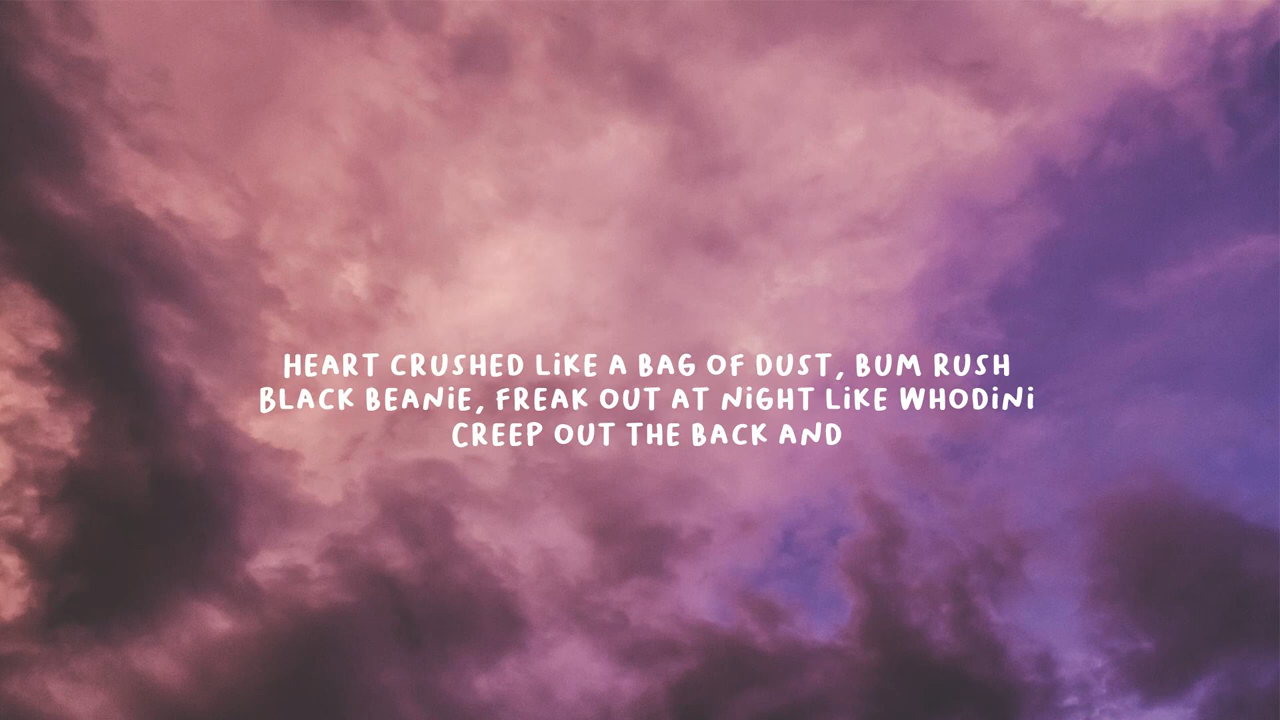 HEART CRUSHED LiKE A BAG OF DUST, BUM RUSH
BLACK BEANiE, FREAK OUT AT NiGHT LiKE WHODiNi
CREEP OUT THE BACK AND